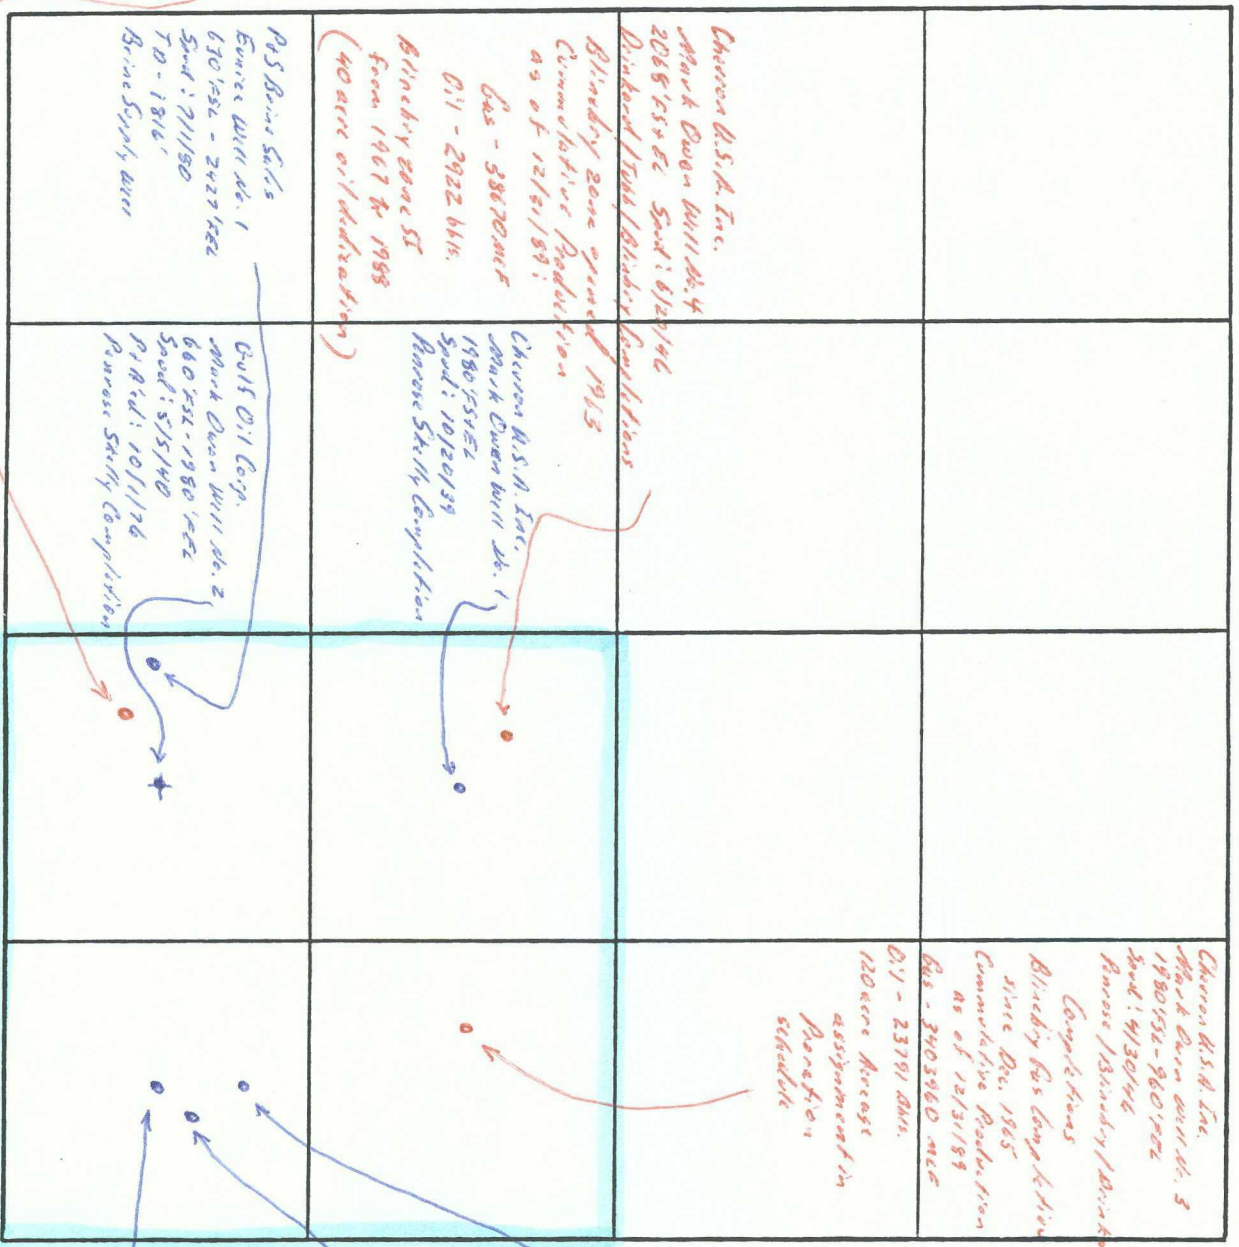 Chevron U.S.A. Inc.
Mark Owen Well No. 3
1980'FSL-960'FEL
Spud: 4/30/46
Penrose / Blinebry / Drinka
Completions
Blinebry Gas Completion
since Dec. 1965
Cummulative Production
as of 12/31/89
Gas - 3403960 mcf
Oil - 23791 bbls.
120 acre Acreage
assignment in
Proration
schedule
Chevron U.S.A. Inc.
Mark Owen Well No. 4
2068'FS+EL Spud: 6/20/46
Drinkard / Tubb / Blinebry Completions
Blinebry zone opened 1963
Cummulative Production
as of 12/31/89:
Gas - 38670 mcf
Oil - 2922 bbls.
Blinebry zone SI
from 1967 to 1988
(40 acre oil dedication)
Chevron U.S.A. Inc.
Mark Owen Well No. 1
1980'FS+EL
Spud: 10/20/39
Penrose Skelly Completion
P+S Brine Sales
Eunice Well No. 1
630'FSL - 2427'FEL
Spud: 7/1/80
TD - 1816'
Brine Supply Well
Gulf Oil Corp.
Mark Owen Well No. 2
660'FSL-1980'FEL
Spud: 5/5/40
P+A'd: 10/1/76
Penrose Skelly Completion